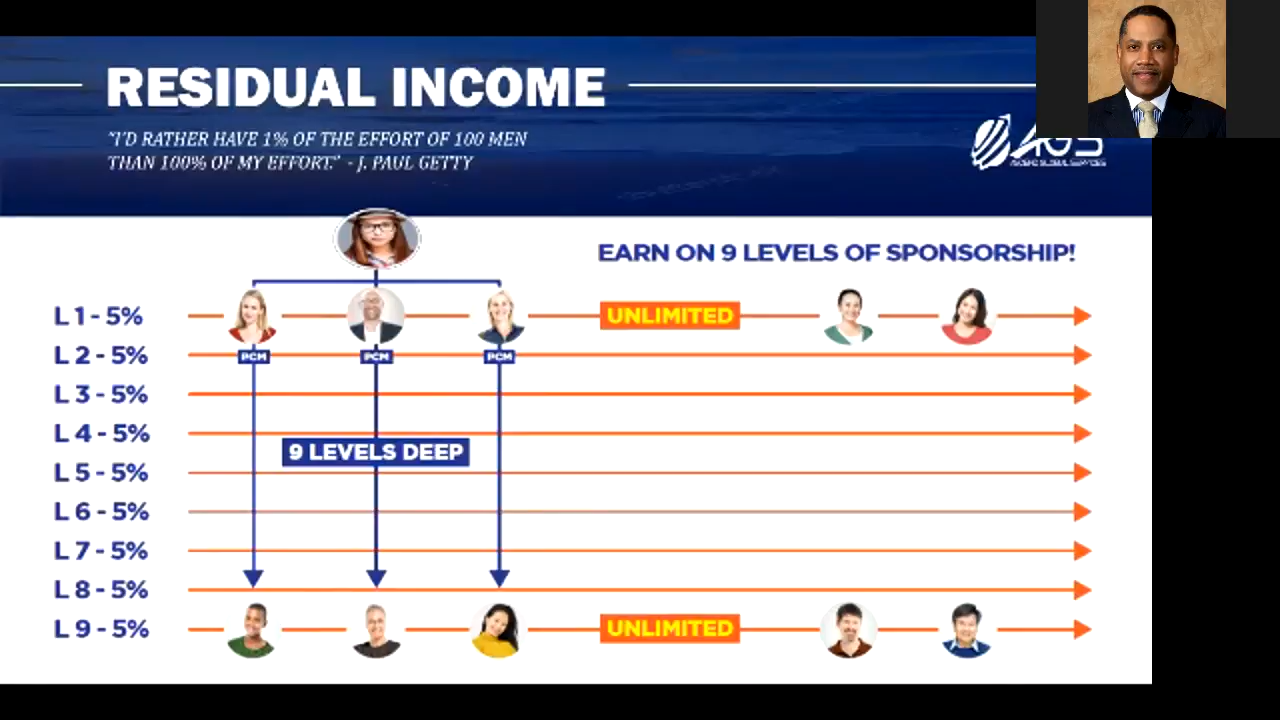 RESIDUAL INCOME
"I'D RATHER HAVE 1% OF THE EFFORT OF 100 MEN
THAN 100% OF MY EFFORT." - J. PAUL GETTY
GLOBAL SERVICES
EARN ON 9 LEVELS OF SPONSORSHIP!
L 1 - 5%
UNLIMITED
L 2 - 5%
PCM
PCM
PCM
L 3 - 5%
L 4 - 5%
9 LEVELS DEEP
L 5 - 5%
L 6 - 5%
L 7 - 5%
L 8 - 5%
L 9 - 5%
UNLIMITED